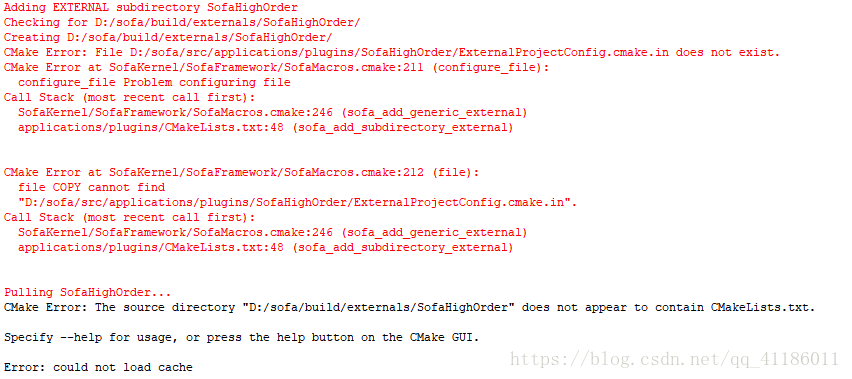 Adding EXTERNAL subdirectory SofaHighOrder
Checking for D:/sofa/build/externals/SofaHighOrder/
Creating D:/sofa/build/externals/SofaHighOrder/
CMake Error: File D:/sofa/src/applications/plugins/SofaHighOrder/ExternalProjectConfig.cmake.in does not exist.
CMake Error at SofaKernel/SofaFramework/SofaMacros.cmake:211 (configure_file):
configure_file Problem configuring file
Call Stack (most recent call first):
SofaKernel/SofaFramework/SofaMacros.cmake:246 (sofa_add_generic_external)
applications/plugins/CMakeLists.txt:48 (sofa_add_subdirectory_external)
CMake Error at SofaKernel/SofaFramework/SofaMacros.cmake:212 (file):
file COPY cannot find
"D:/sofa/src/applications/plugins/SofaHighOrder/ExternalProjectConfig.cmake.in".
Call Stack (most recent call first):
SofaKernel/SofaFramework/SofaMacros.cmake:246 (sofa_add_generic_external)
applications/plugins/CMakeLists.txt:48 (sofa_add_subdirectory_external)
Pulling SofaHighOrder...
CMake Error: The source directory "D:/sofa/build/externals/SofaHighOrder" does not appear to contain CMakeLists.txt.
Specify --help for usage, or press the help button on the CMake GUI.
https://blog.csdn.net/qq_41186011
Error: could not load cache